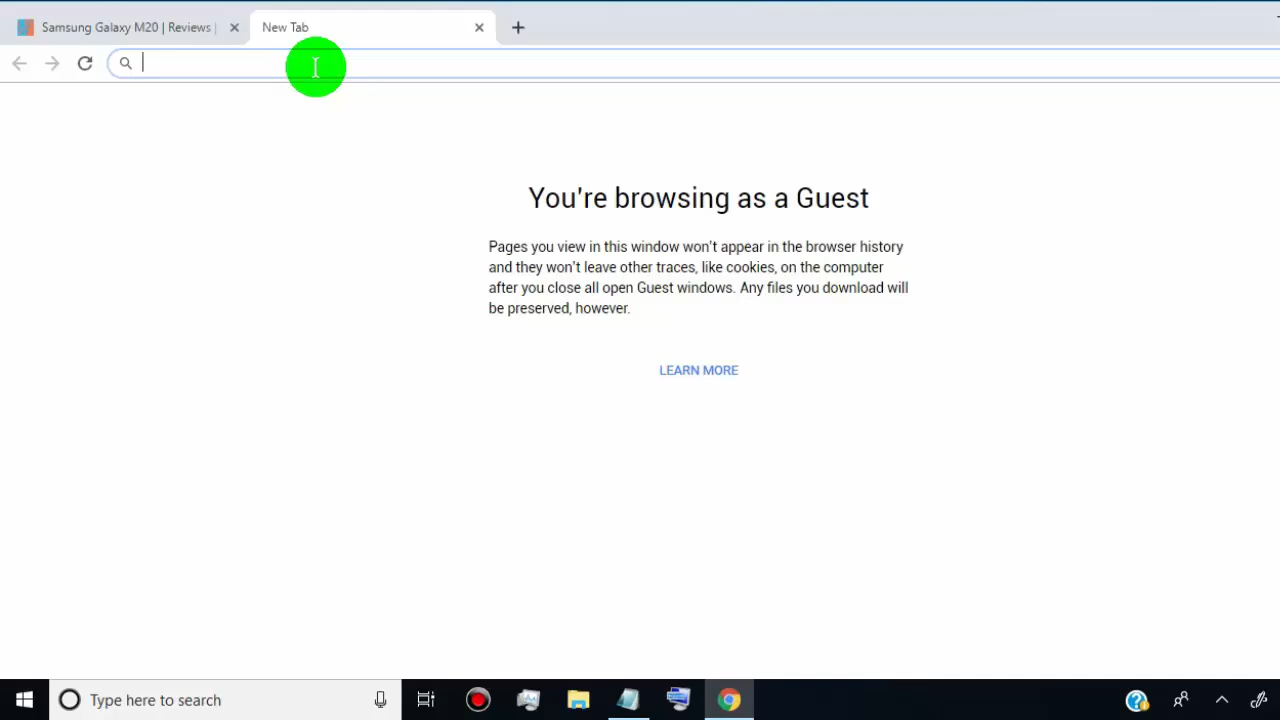 Samsung Galaxy M20 | Reviews |
New Tab
You're browsing as a Guest
Pages you view in this window won't appear in the browser history
and they won't leave other traces, like cookies, on the computer
after you close all open Guest windows. Any files you download will
be preserved, however.
LEARN MORE
Type here to search